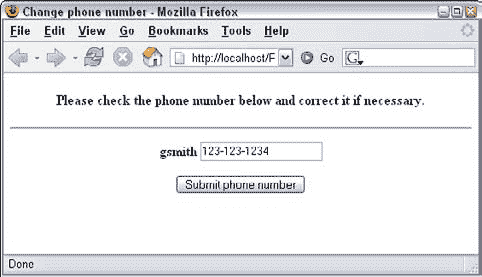 Change phone number - Mozilla Firefox
File Edit View Go Bookmarks Tools Help
http://localhost/F Go G
Please check the phone number below and correct it if necessary.
gsmith 123-123-1234
Submit phone number
Done